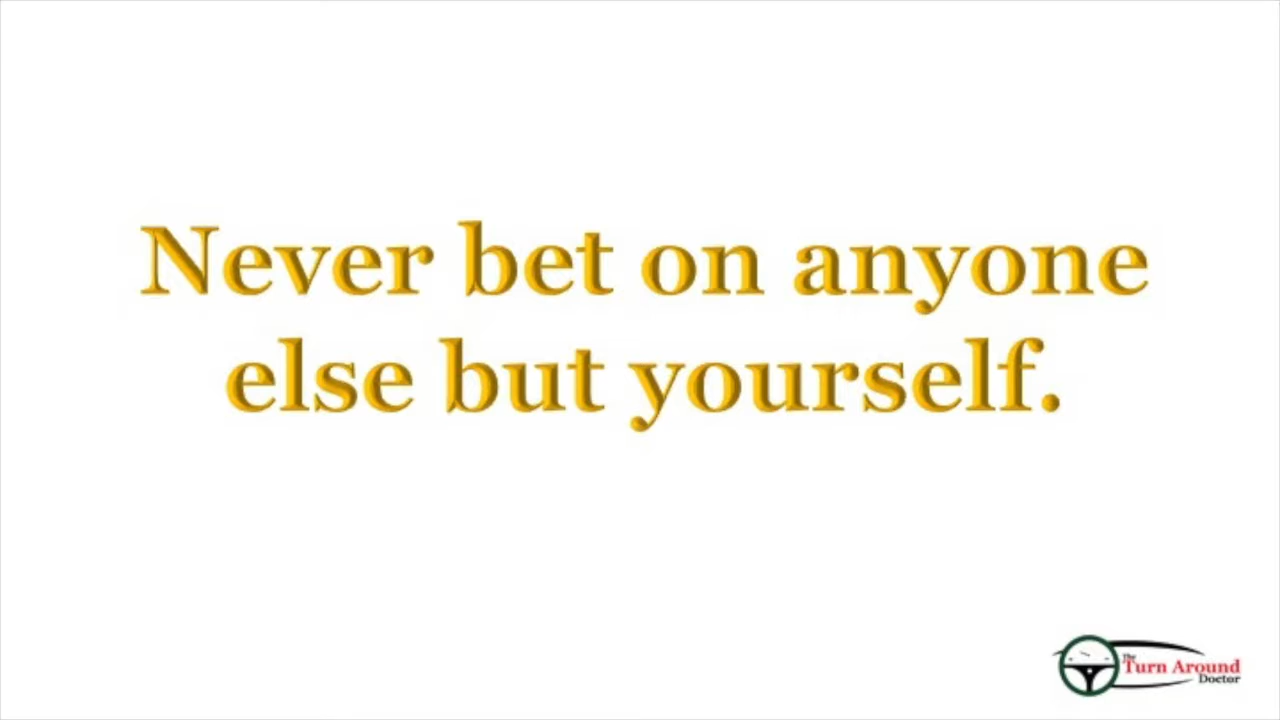 Never bet on anyone
else but yourself.
The
Turn Around
Doctor